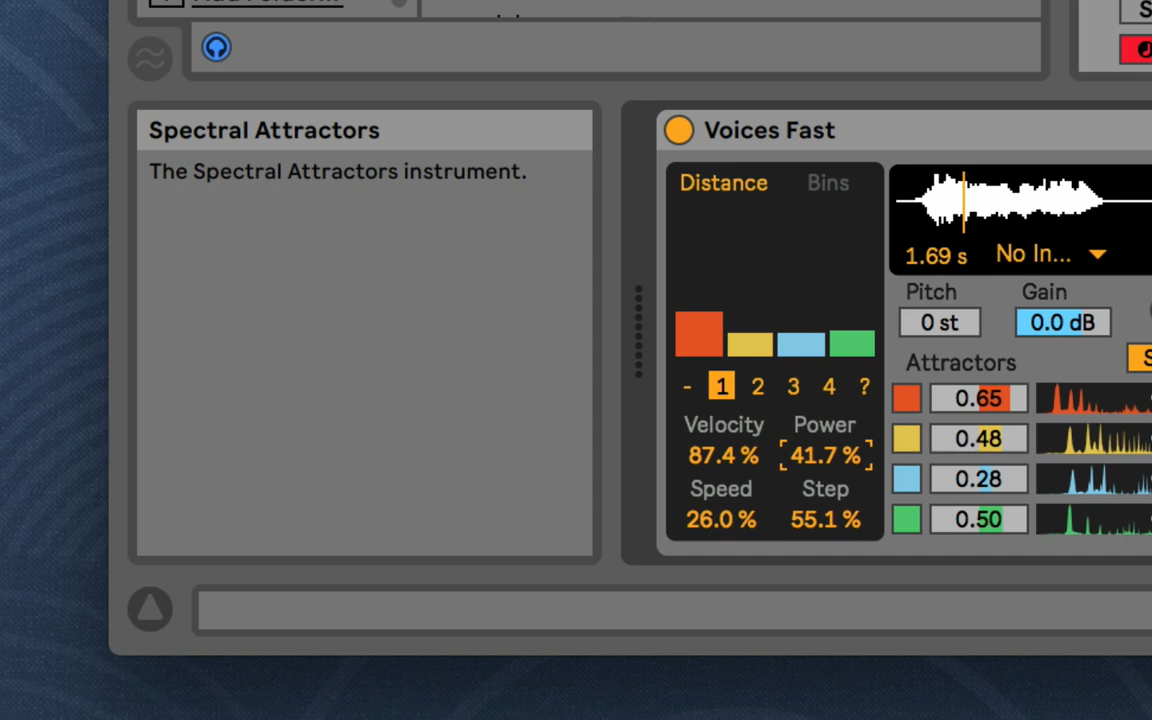 Spectral Attractors
The Spectral Attractors instrument.
Voices Fast
Distance Bins
- 1 2 3 4 ?
Velocity Power
87.4 % 41.7 %
Speed Step
26.0 % 55.1 %
1.69 s No In...
Pitch Gain
0 st 0.0 dB
Attractors
0.65
0.48
0.28
0.50